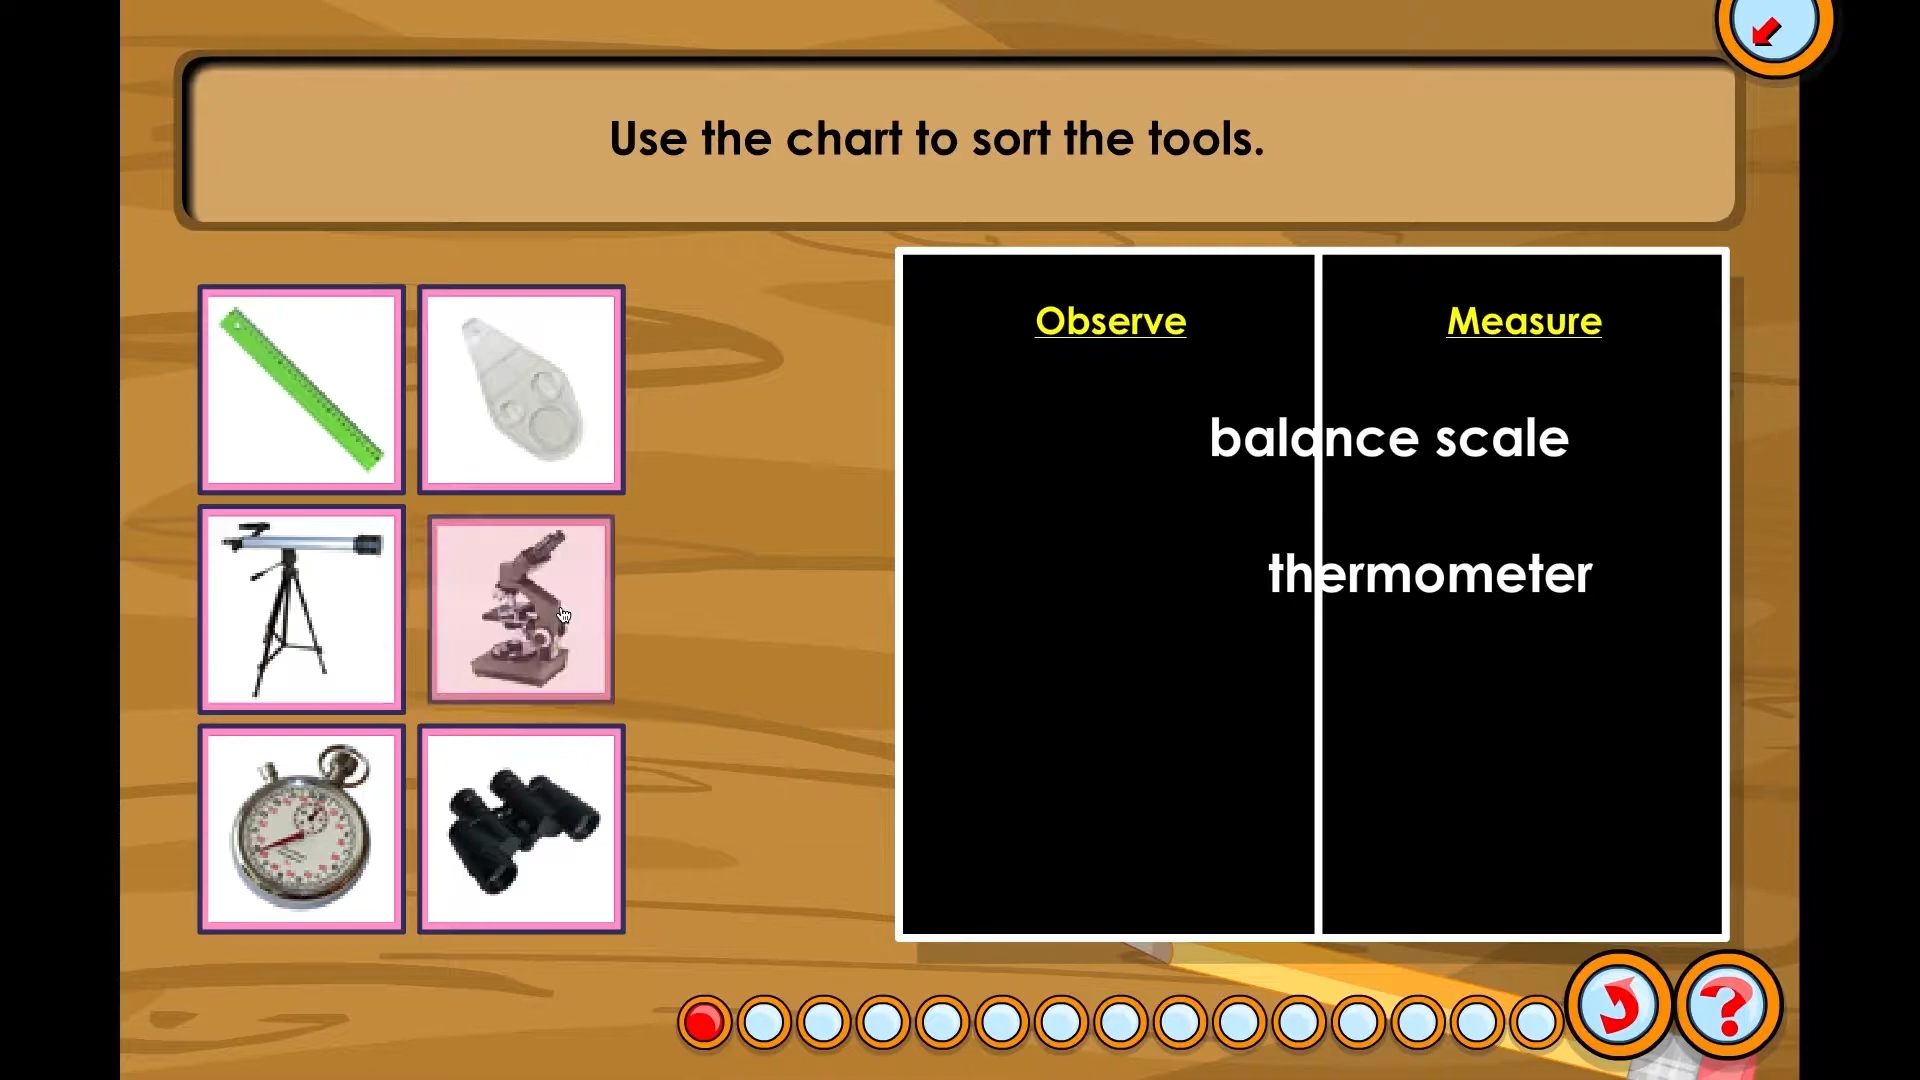 Use the chart to sort the tools.
Observe
Measure
balance scale
thermometer
?